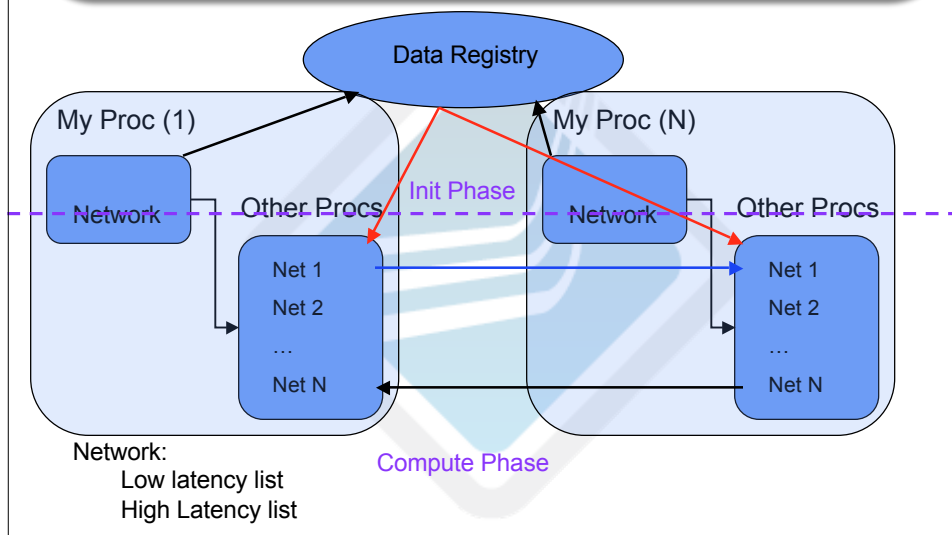 Data Registry
My Proc (1)
My Proc (N)
Network
Init Phase
Network
Other Procs
Other Procs
Net 1
Net 2
…
Net N
Net 1
Net 2
…
Net N
Compute Phase
Network:
Low latency list
High Latency list